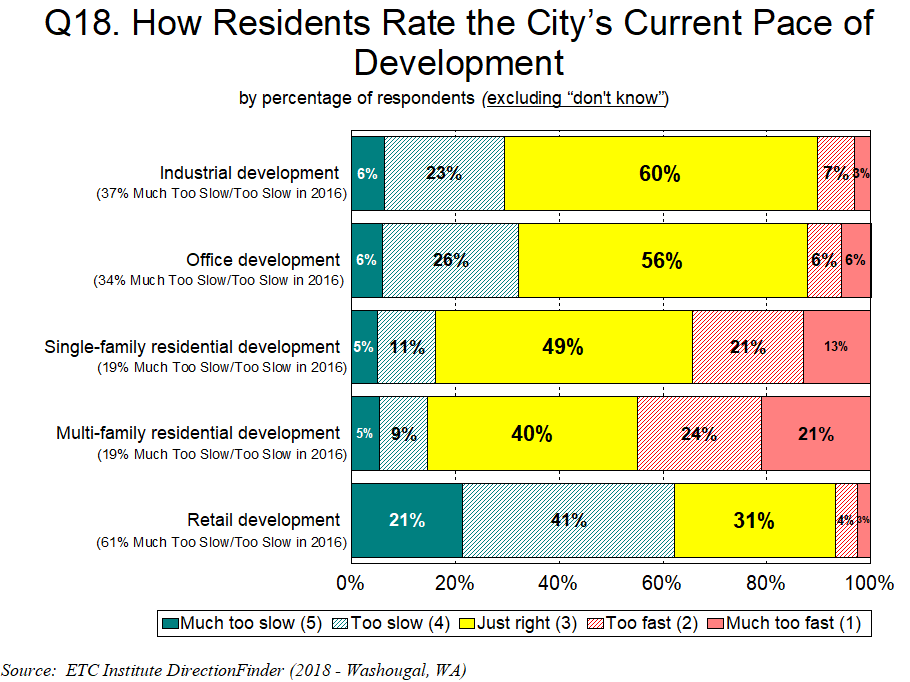 Q18. How Residents Rate the City’s Current Pace of
Development
by percentage of respondents (excluding “don't know”)
Industrial development
(37% Much Too Slow/Too Slow in 2016)
6% 23% 60% 7% 3%
Office development
(34% Much Too Slow/Too Slow in 2016)
6% 26% 56% 6% 6%
Single-family residential development
(19% Much Too Slow/Too Slow in 2016)
5% 11% 49% 21% 13%
Multi-family residential development
(19% Much Too Slow/Too Slow in 2016)
5% 9% 40% 24% 21%
Retail development
(61% Much Too Slow/Too Slow in 2016)
21% 41% 31% 4% 3%
0% 20% 40% 60% 80% 100%
Much too slow (5) Too slow (4) Just right (3) Too fast (2) Much too fast (1)
Source: ETC Institute DirectionFinder (2018 - Washougal, WA)